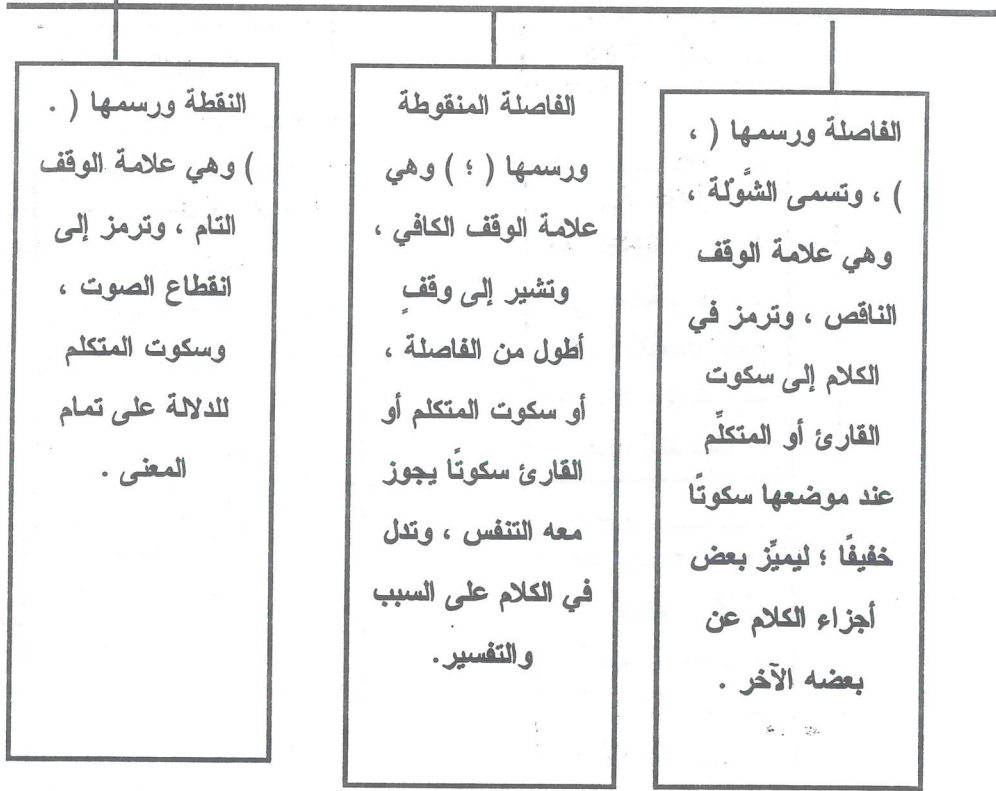 الفاصلة ورسمها ( ،
) ، وتسمى الشَّوْلة ،
وهي علامة الوقف
الناقص ، وترمز في
الكلام إلى سكوت
القارئ أو المتكلِّم
عند موضعها سكوتًا
خفيفًا ؛ ليميِّز بعض
أجزاء الكلام عن
بعضه الآخر .
الفاصلة المنقوطة
ورسمها ( ؛ ) وهي
علامة الوقف الكافي ،
وتشير إلى وقفٍ
أطول من الفاصلة ،
أو سكوت المتكلم أو
القارئ سكوتًا يجوز
معه التنفس ، وتدل
في الكلام على السبب
والتفسير.
النقطة ورسمها ( .
) وهي علامة الوقف
التام ، وترمز إلى
انقطاع الصوت ،
وسكوت المتكلم
للدلالة على تمام
المعنى .